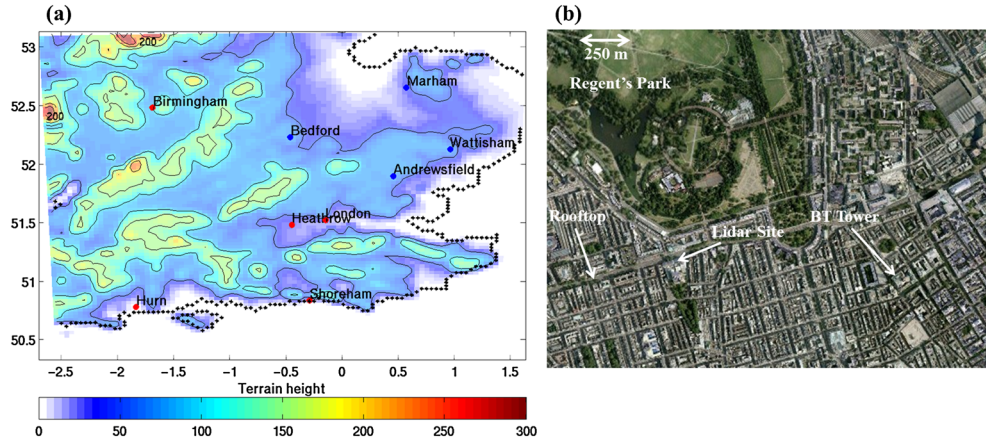 (a)
53
200
52.5
200
Birmingham
Marham
Bedford
Wattisham
52
Andrewsfield
51.5
London
Heathrow
51
Hurn
Shoreham
50.5
-2.5 -2 -1.5 -1 -0.5 0 0.5 1 1.5
Terrain height
0 50 100 150 200 250 300
(b)
250 m
Regent's Park
Rooftop
Lidar Site
BT Tower